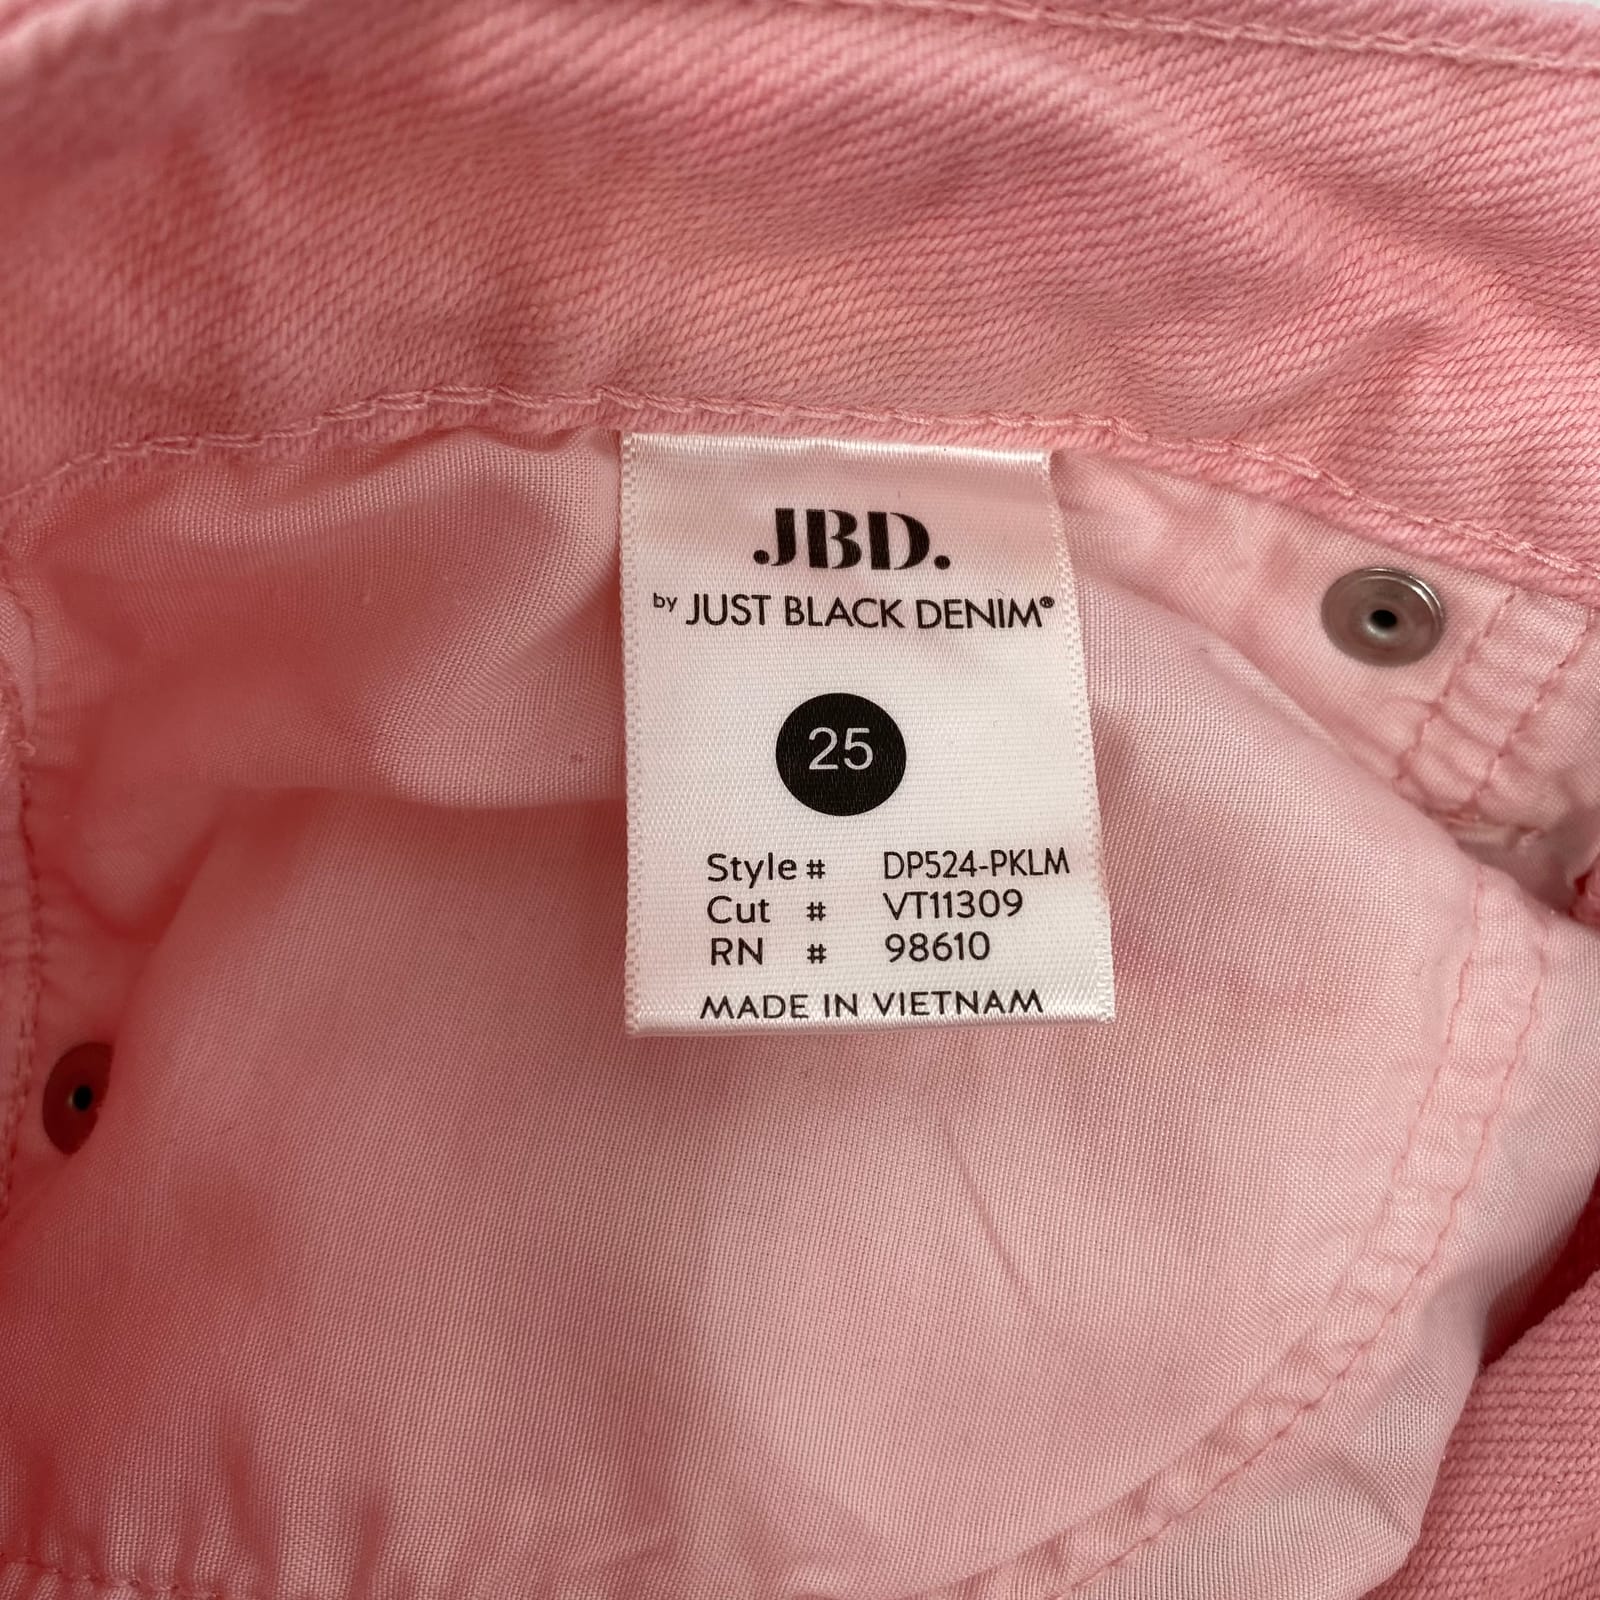 JBD.
by JUST BLACK DENIM®
25
Style # DP524-PKLM
Cut # VT11309
RN # 98610
MADE IN VIETNAM